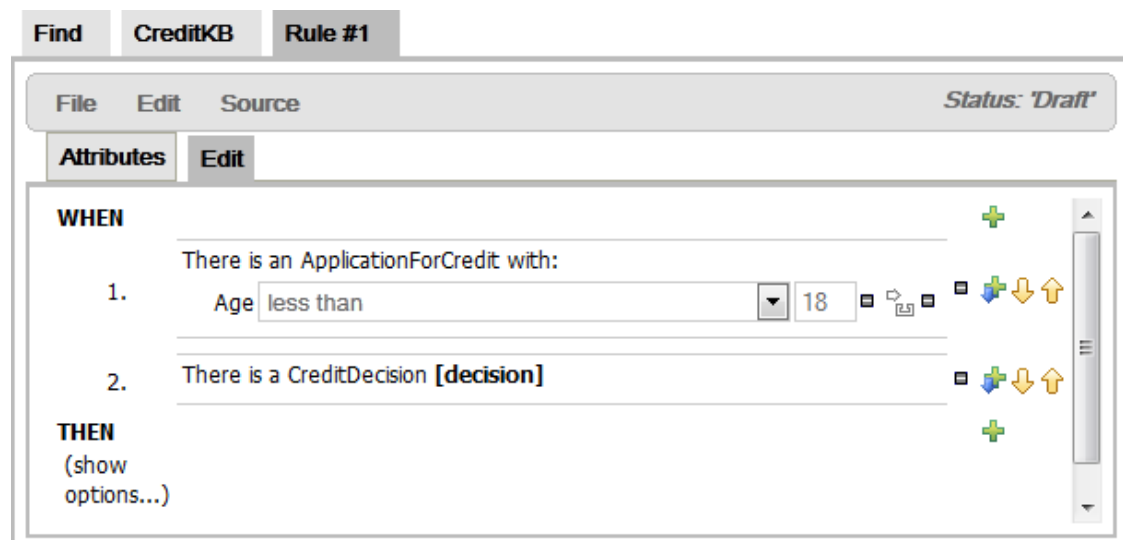 Find CreditKB Rule #1
File Edit Source Status: 'Draft'
Attributes Edit
WHEN
There is an ApplicationForCredit with:
1.
Age less than 18
2. There is a CreditDecision [decision]
THEN
(show
options...)